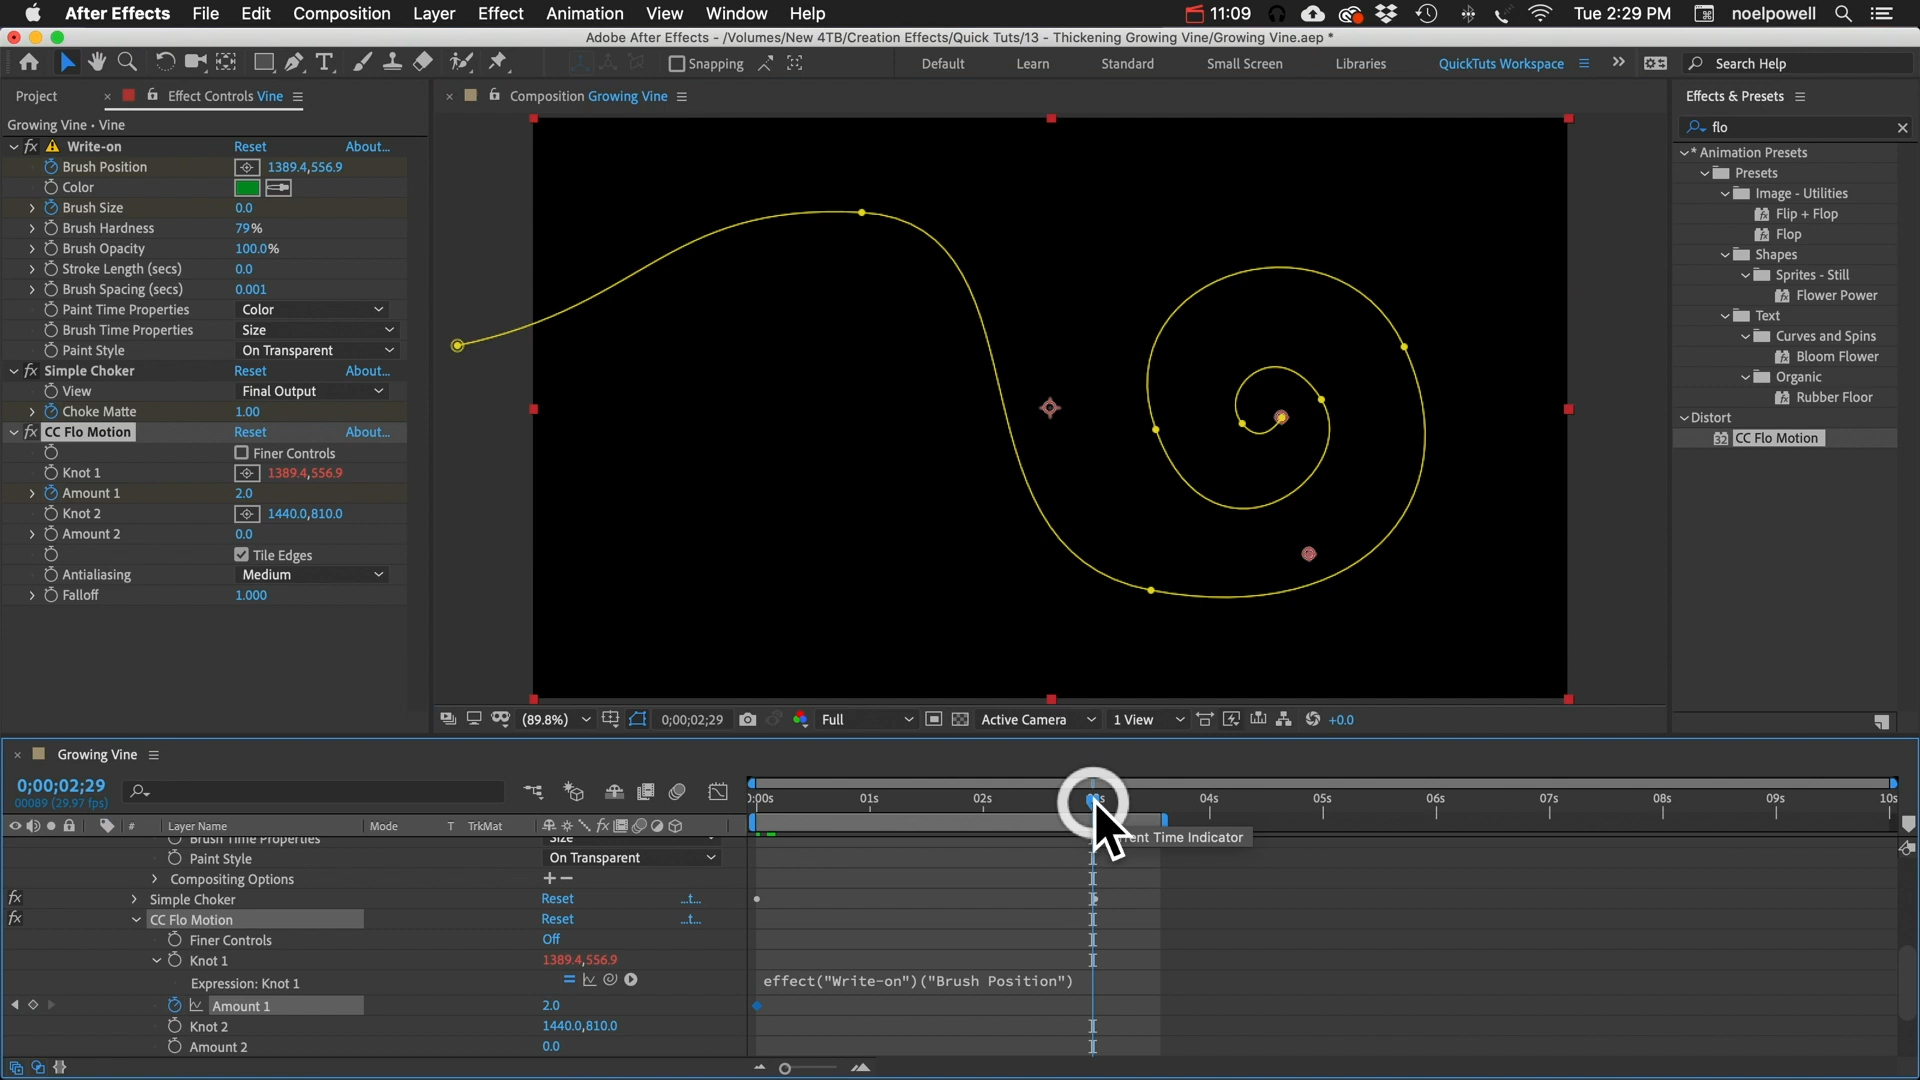 After Effects File Edit Composition Layer Effect Animation View Window Help 11:09 Tue 2:29 PM noelpowell
Adobe After Effects - /Volumes/New 4TB/Creation Effects/Quick Tuts/13 - Thickening Growing Vine/Growing Vine.aep *
Snapping Default Learn Standard Small Screen Libraries QuickTuts Workspace Search Help
Project Effect Controls Vine
Composition Growing Vine
Effects & Presets
Growing Vine • Vine
flo
fx Write-on Reset About...
Brush Position 1389.4,556.9
Color
Brush Size 0.0
Brush Hardness 79%
Brush Opacity 100.0%
Stroke Length (secs) 0.0
Brush Spacing (secs) 0.001
Paint Time Properties Color
Brush Time Properties Size
Paint Style On Transparent
fx Simple Choker Reset About...
View Final Output
Choke Matte 1.00
fx CC Flo Motion Reset About...
Finer Controls
Knot 1 1389.4,556.9
Amount 1 2.0
Knot 2 1440.0,810.0
Amount 2 0.0
Tile Edges
Antialiasing Medium
Falloff 1.000
* Animation Presets
Presets
Image - Utilities
Flip + Flop
Flop
Shapes
Sprites - Still
Flower Power
Text
Curves and Spins
Bloom Flower
Organic
Rubber Floor
Distort
32 CC Flo Motion
(89.8%) 0;00;02;29 Full Active Camera 1 View +0.0
Growing Vine
0;00;02;29
00089 (29.97 fps)
:00s 01s 02s 04s 05s 06s 07s 08s 09s 10s
# Layer Name Mode T TrkMat
Current Time Indicator
Brush Time Properties Size
Paint Style On Transparent
Compositing Options + −
fx Simple Choker Reset ...t...
fx CC Flo Motion Reset ...t...
Finer Controls Off
Knot 1 1389.4,556.9
Expression: Knot 1 effect("Write-on")("Brush Position")
Amount 1 2.0
Knot 2 1440.0,810.0
Amount 2 0.0